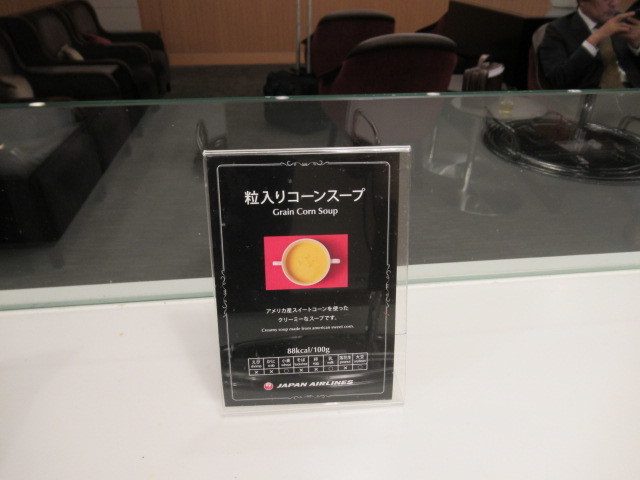 粒入りコーンスープ
Grain Corn Soup
アメリカ産スイートコーンを使った
クリーミーなスープです。
Creamy soup made from american sweet corn.
88kcal/100g
JAPAN AIRLINES